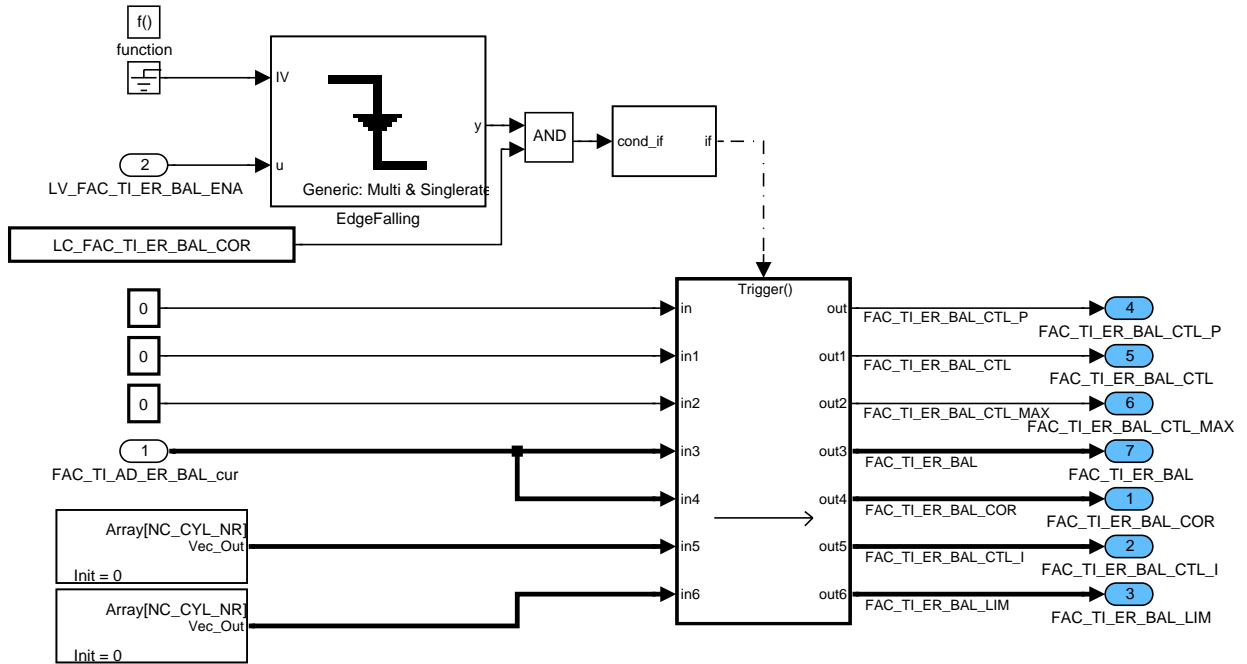 f()
function
IV
y
AND
cond_if
if
2
u
LV_FAC_TI_ER_BAL_ENA
Generic: Multi & Singlerate
EdgeFalling
LC_FAC_TI_ER_BAL_COR
Trigger()
0
in
out
FAC_TI_ER_BAL_CTL_P
4
FAC_TI_ER_BAL_CTL_P
0
in1
out1
FAC_TI_ER_BAL_CTL
5
FAC_TI_ER_BAL_CTL
0
in2
out2
FAC_TI_ER_BAL_CTL_MAX
6
FAC_TI_ER_BAL_CTL_MAX
1
FAC_TI_AD_ER_BAL_cur
in3
out3
FAC_TI_ER_BAL
7
FAC_TI_ER_BAL
in4
out4
FAC_TI_ER_BAL_COR
1
FAC_TI_ER_BAL_COR
Array[NC_CYL_NR]
Vec_Out
Init = 0
in5
out5
FAC_TI_ER_BAL_CTL_I
2
FAC_TI_ER_BAL_CTL_I
Array[NC_CYL_NR]
Vec_Out
Init = 0
in6
out6
FAC_TI_ER_BAL_LIM
3
FAC_TI_ER_BAL_LIM